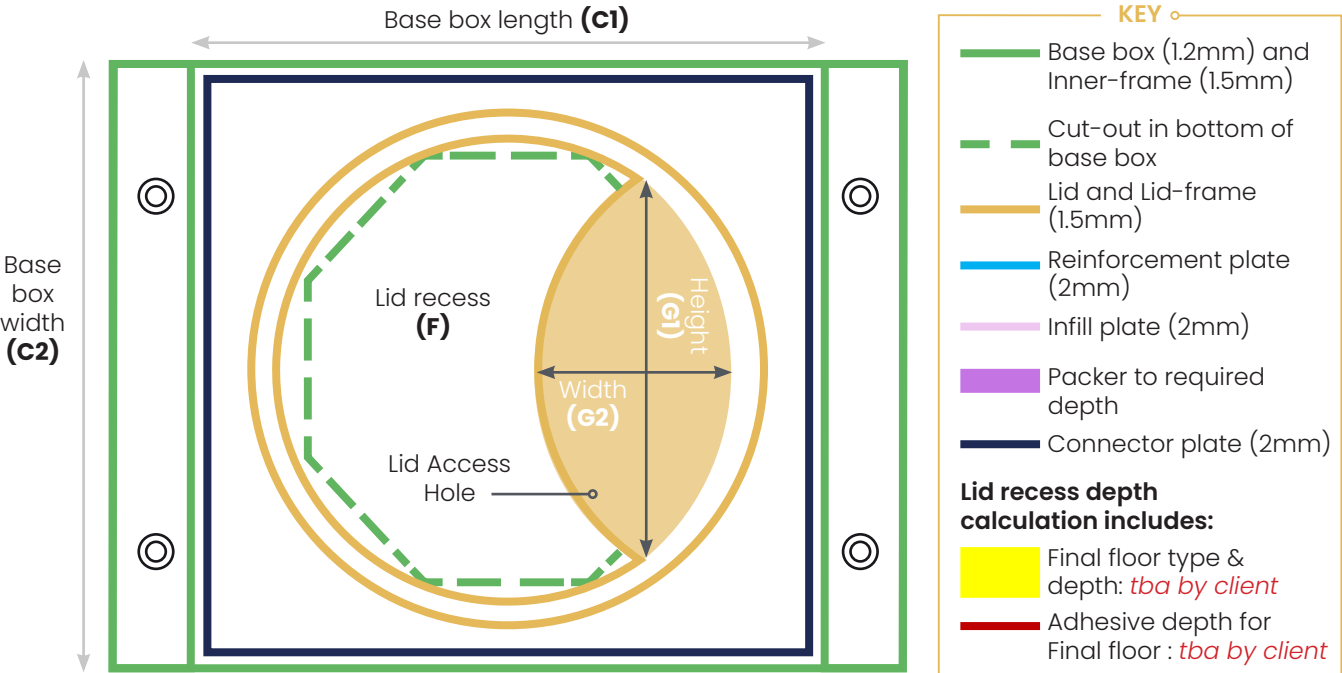 Base box length (C1)
Base
box
width
(C2)
Lid recess
(F)
Height
(G1)
Width
(G2)
Lid Access
Hole
KEY
Base box (1.2mm) and
Inner-frame (1.5mm)
Cut-out in bottom of
base box
Lid and Lid-frame
(1.5mm)
Reinforcement plate
(2mm)
Infill plate (2mm)
Packer to required
depth
Connector plate (2mm)
Lid recess depth
calculation includes:
Final floor type &
depth: tba by client
Adhesive depth for
Final floor : tba by client